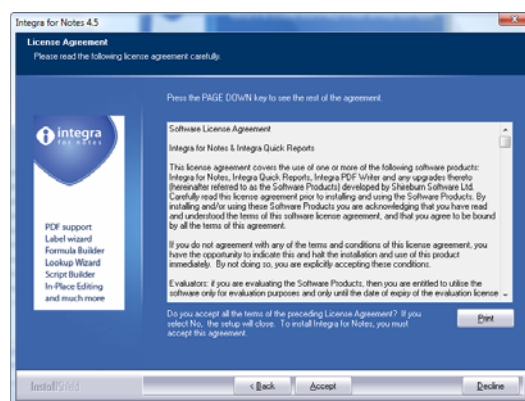 Integra for Notes 4.5
License Agreement
Please read the following license agreement carefully.
Press the PAGE DOWN key to see the rest of the agreement.
integra
for notes
PDF support
Label wizard
Formula Builder
Lookup Wizard
Script Builder
In-Place Editing
and much more
Software License Agreement
Integra for Notes & Integra Quick Reports
This license agreement covers the use of one or more of the following software products:
Integra for Notes, Integra Quick Reports, Integra PDF Writer and any upgrades thereto
(hereinafter referred to as the Software Products) developed by Shireburn Software Ltd.
Carefully read this license agreement prior to installing and using the Software Products. By
installing and/or using these Software Products you are acknowledging that you have read
and understood the terms of this software license agreement, and that you agree to be bound
by all the terms of this agreement.
If you do not agreement with any of the terms and conditions of this license agreement, you
have the opportunity to indicate this and halt the installation and use of this product
immediately. By not doing so, you are explicitly accepting these conditions.
Evaluators: if you are evaluating the Software Products, then you are entitled to utilise the
software only for evaluation purposes and only until the date of expiry of the evaluation license
Do you accept all the terms of the preceding License Agreement? If you
select No, the setup will close. To install Integra for Notes, you must
accept this agreement.
Print
InstallShield
< Back
Accept
Decline